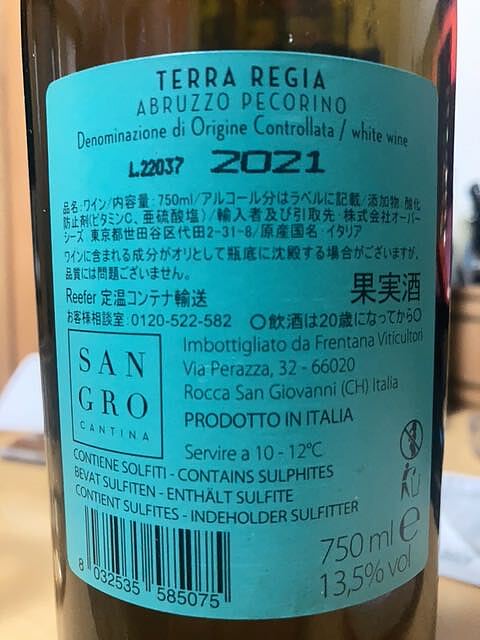 TERRA REGIA
ABRUZZO PECORINO
Denominazione di Origine Controllata / white wine
L.22037 2021
品名:ワイン/内容量:750ml/アルコール分はラベルに記載/添加物:酸化
防止剤(ビタミンC、亜硫酸塩)/輸入者及び引取先:株式会社オーバー
シーズ 東京都世田谷区代田2-31-8/原産国名:イタリア
ワインに含まれる成分がオリとして瓶底に沈殿する場合がございますが、
品質には問題ございません。
Reefer 定温コンテナ輸送 果実酒
お客様相談室:0120-522-582 〇飲酒は20歳になってから〇
Imbottigliato da Frentana Viticultori
Via Perazza, 32 - 66020
Rocca San Giovanni (CH) Italia
PRODOTTO IN ITALIA
SAN
GRO
CANTINA
Servire a 10 - 12°C
CONTIENE SOLFITI - CONTAINS SULPHITES
BEVAT SULFITEN - ENTHÄLT SULFITE
CONTIENT SULFITES - INDEHOLDER SULFITTER
8 032535 585075
750 ml e
13,5% vol